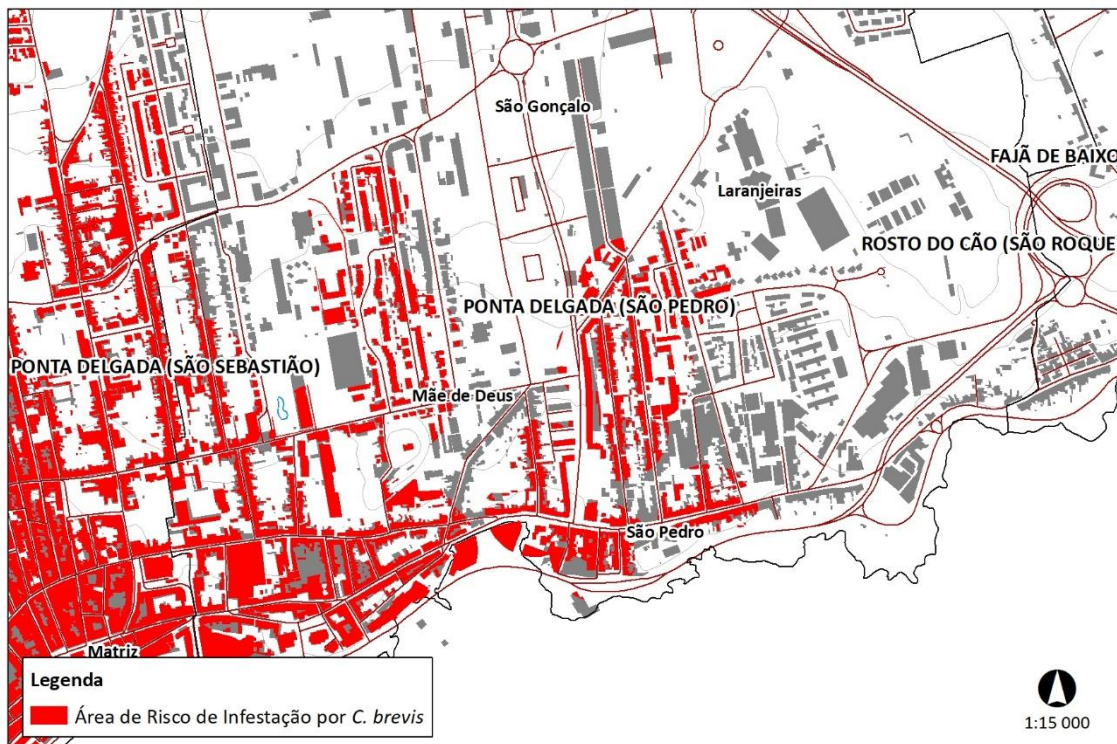 São Gonçalo
FAJÃ DE BAIXO
Laranjeiras
ROSTO DO CÃO (SÃO ROQUE
PONTA DELGADA (SÃO PEDRO)
PONTA DELGADA (SÃO SEBASTIÃO)
Mãe de Deus
São Pedro
Matriz
Legenda
Área de Risco de Infestação por C. brevis
1:15 000